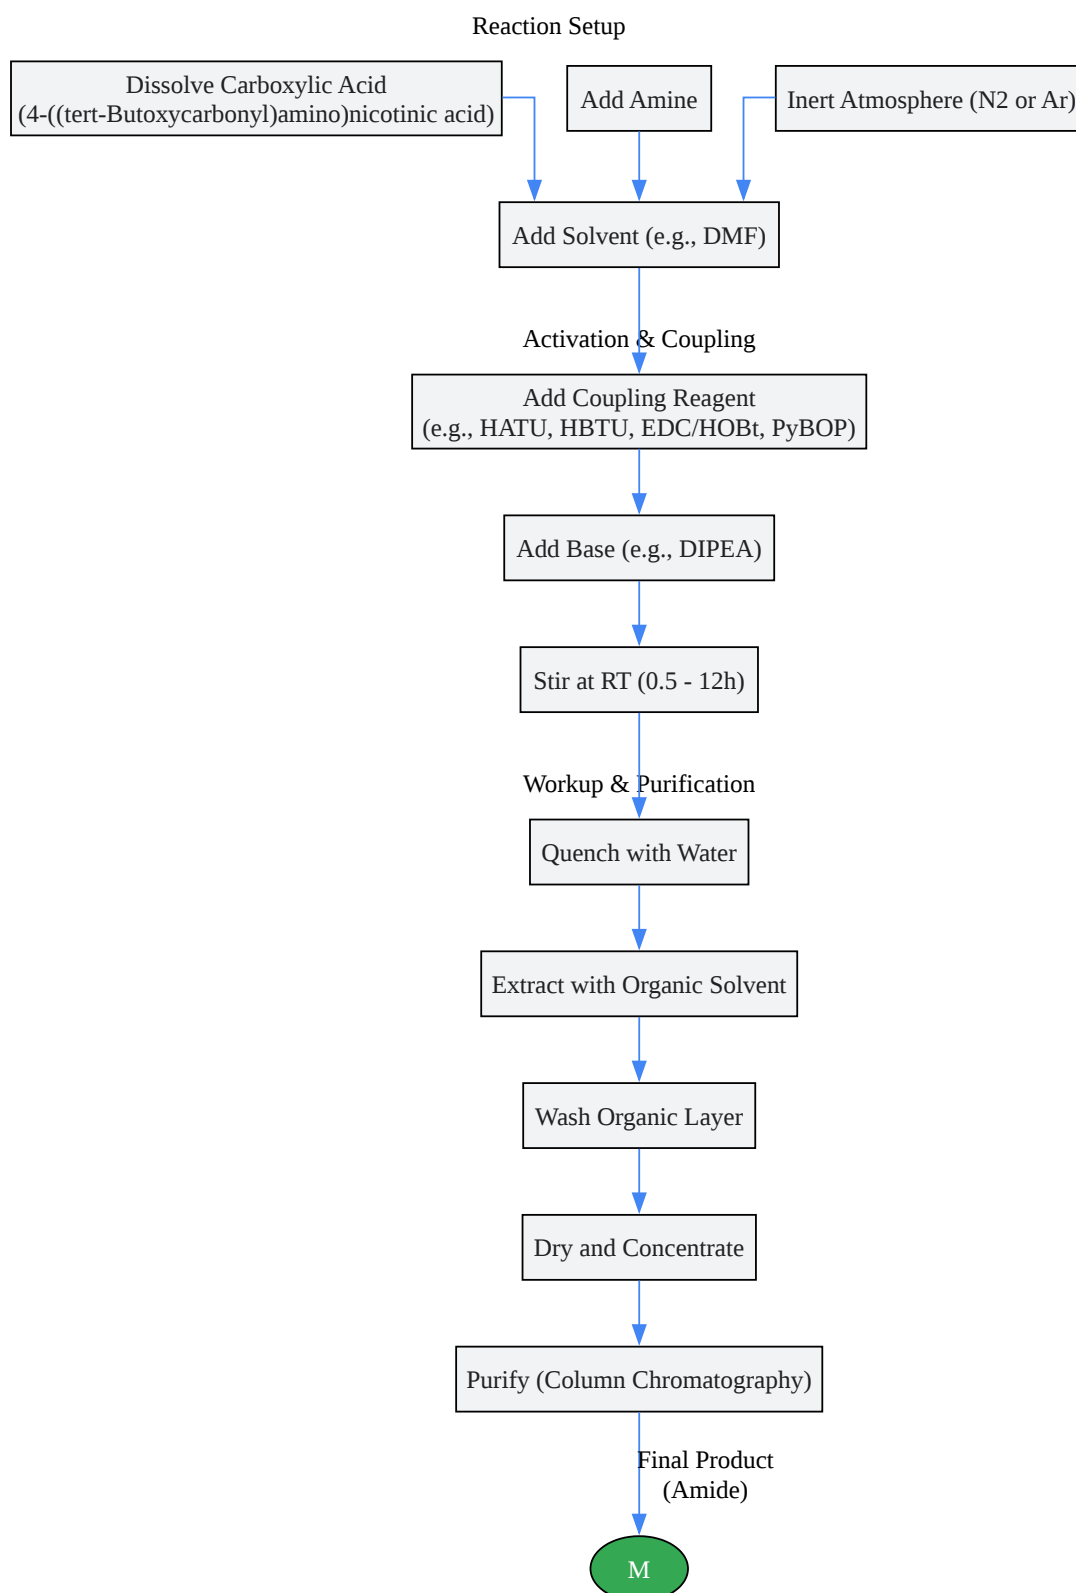 Reaction Setup
Dissolve Carboxylic Acid
(4-((tert-Butoxycarbonyl)amino)nicotinic acid)
Add Amine
Inert Atmosphere (N2 or Ar)
Add Solvent (e.g., DMF)
Activation & Coupling
Add Coupling Reagent
(e.g., HATU, HBTU, EDC/HOBt, PyBOP)
Add Base (e.g., DIPEA)
Stir at RT (0.5 - 12h)
Workup & Purification
Quench with Water
Extract with Organic Solvent
Wash Organic Layer
Dry and Concentrate
Purify (Column Chromatography)
Final Product
(Amide)
M